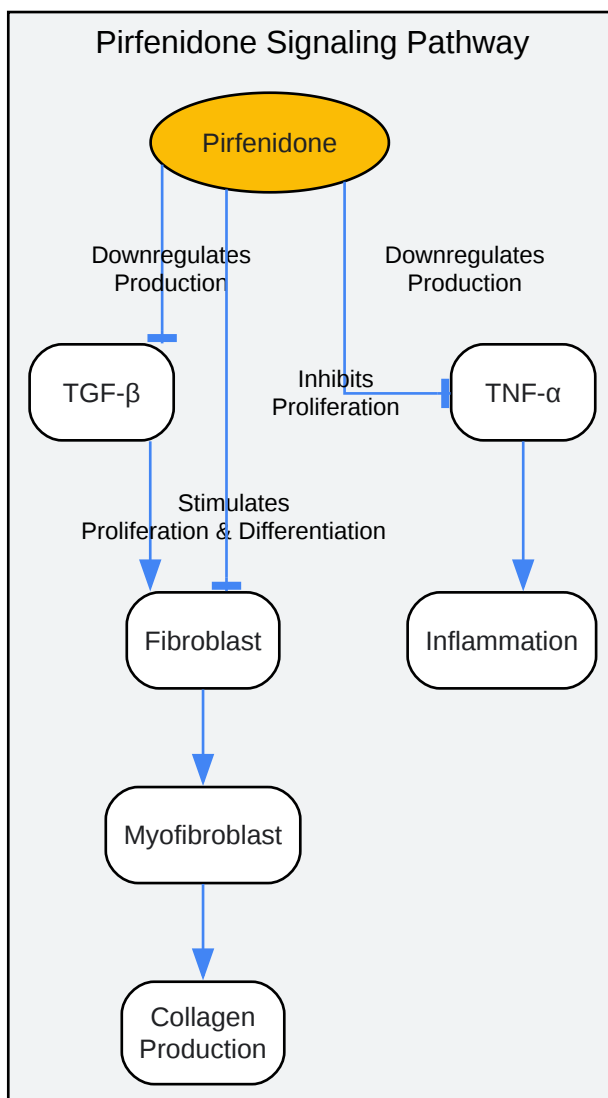 Pirfenidone Signaling Pathway
Pirfenidone
Downregulates
Production
Downregulates
Production
TGF-β
Inhibits
Proliferation
TNF-α
Stimulates
Proliferation & Differentiation
Fibroblast
Inflammation
Myofibroblast
Collagen
Production